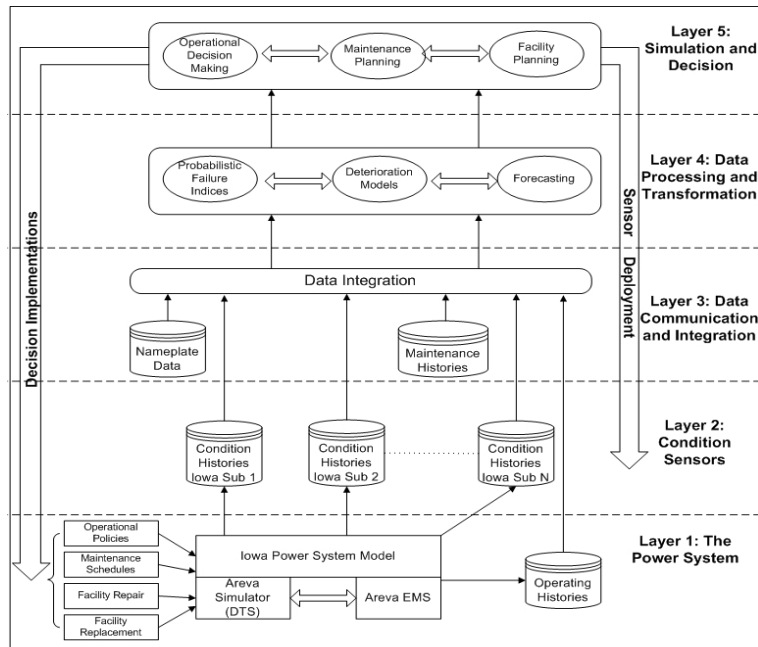 Layer 5:
Simulation and
Decision
Operational
Decision
Making
Maintenance
Planning
Facility
Planning
Layer 4: Data
Processing and
Transformation
Probabilistic
Failure
Indices
Deterioration
Models
Forecasting
Decision Implementations
Sensor Deployment
Data Integration
Layer 3: Data
Communication
and Integration
Nameplate
Data
Maintenance
Histories
Layer 2:
Condition
Sensors
Condition
Histories
Iowa Sub 1
Condition
Histories
Iowa Sub 2
Condition
Histories
Iowa Sub N
Layer 1: The
Power System
Operational
Policies
Maintenance
Schedules
Facility Repair
Facility
Replacement
Iowa Power System Model
Areva
Simulator
(DTS)
Areva EMS
Operating
Histories